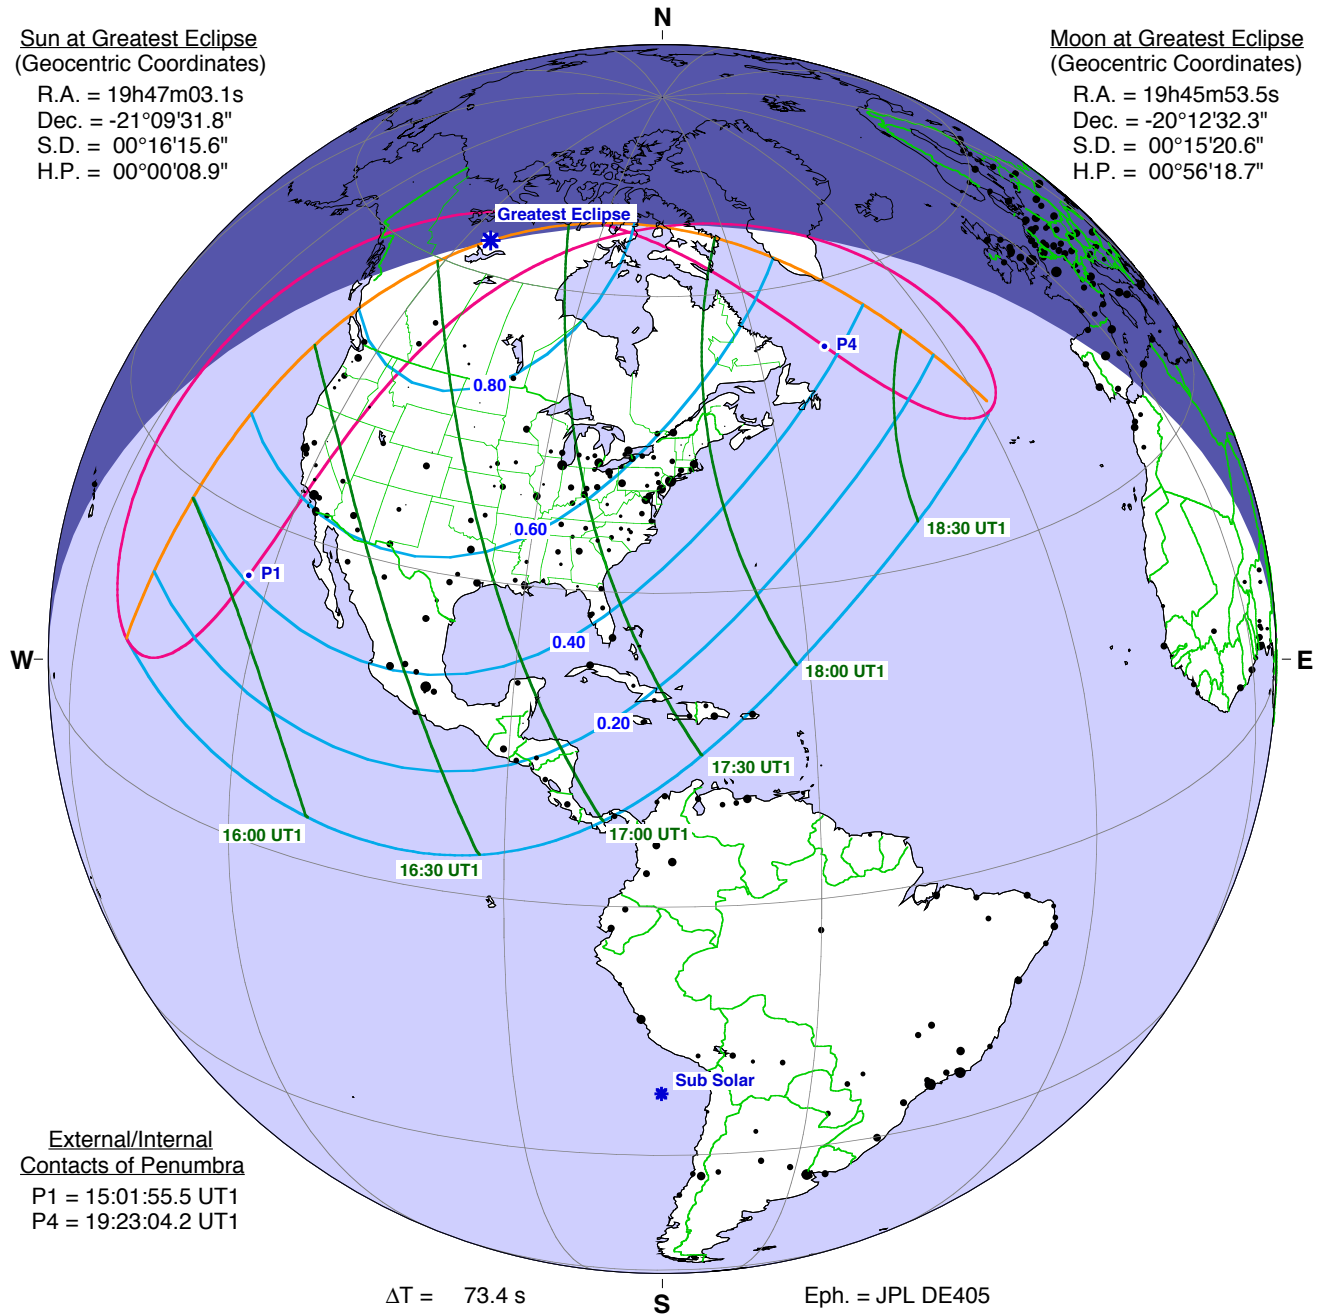 N
Sun at Greatest Eclipse
(Geocentric Coordinates)
R.A. = 19h47m03.1s
Dec. = -21°09'31.8"
S.D. = 00°16'15.6"
H.P. = 00°00'08.9"
Moon at Greatest Eclipse
(Geocentric Coordinates)
R.A. = 19h45m53.5s
Dec. = -20°12'32.3"
S.D. = 00°15'20.6"
H.P. = 00°56'18.7"
Greatest Eclipse
P4
0.80
18:30 UT1
0.60
P1
0.40
W
E
18:00 UT1
0.20
17:30 UT1
16:00 UT1
17:00 UT1
16:30 UT1
Sub Solar
External/Internal
Contacts of Penumbra
P1 = 15:01:55.5 UT1
P4 = 19:23:04.2 UT1
ΔT = 73.4 s
S
Eph. = JPL DE405